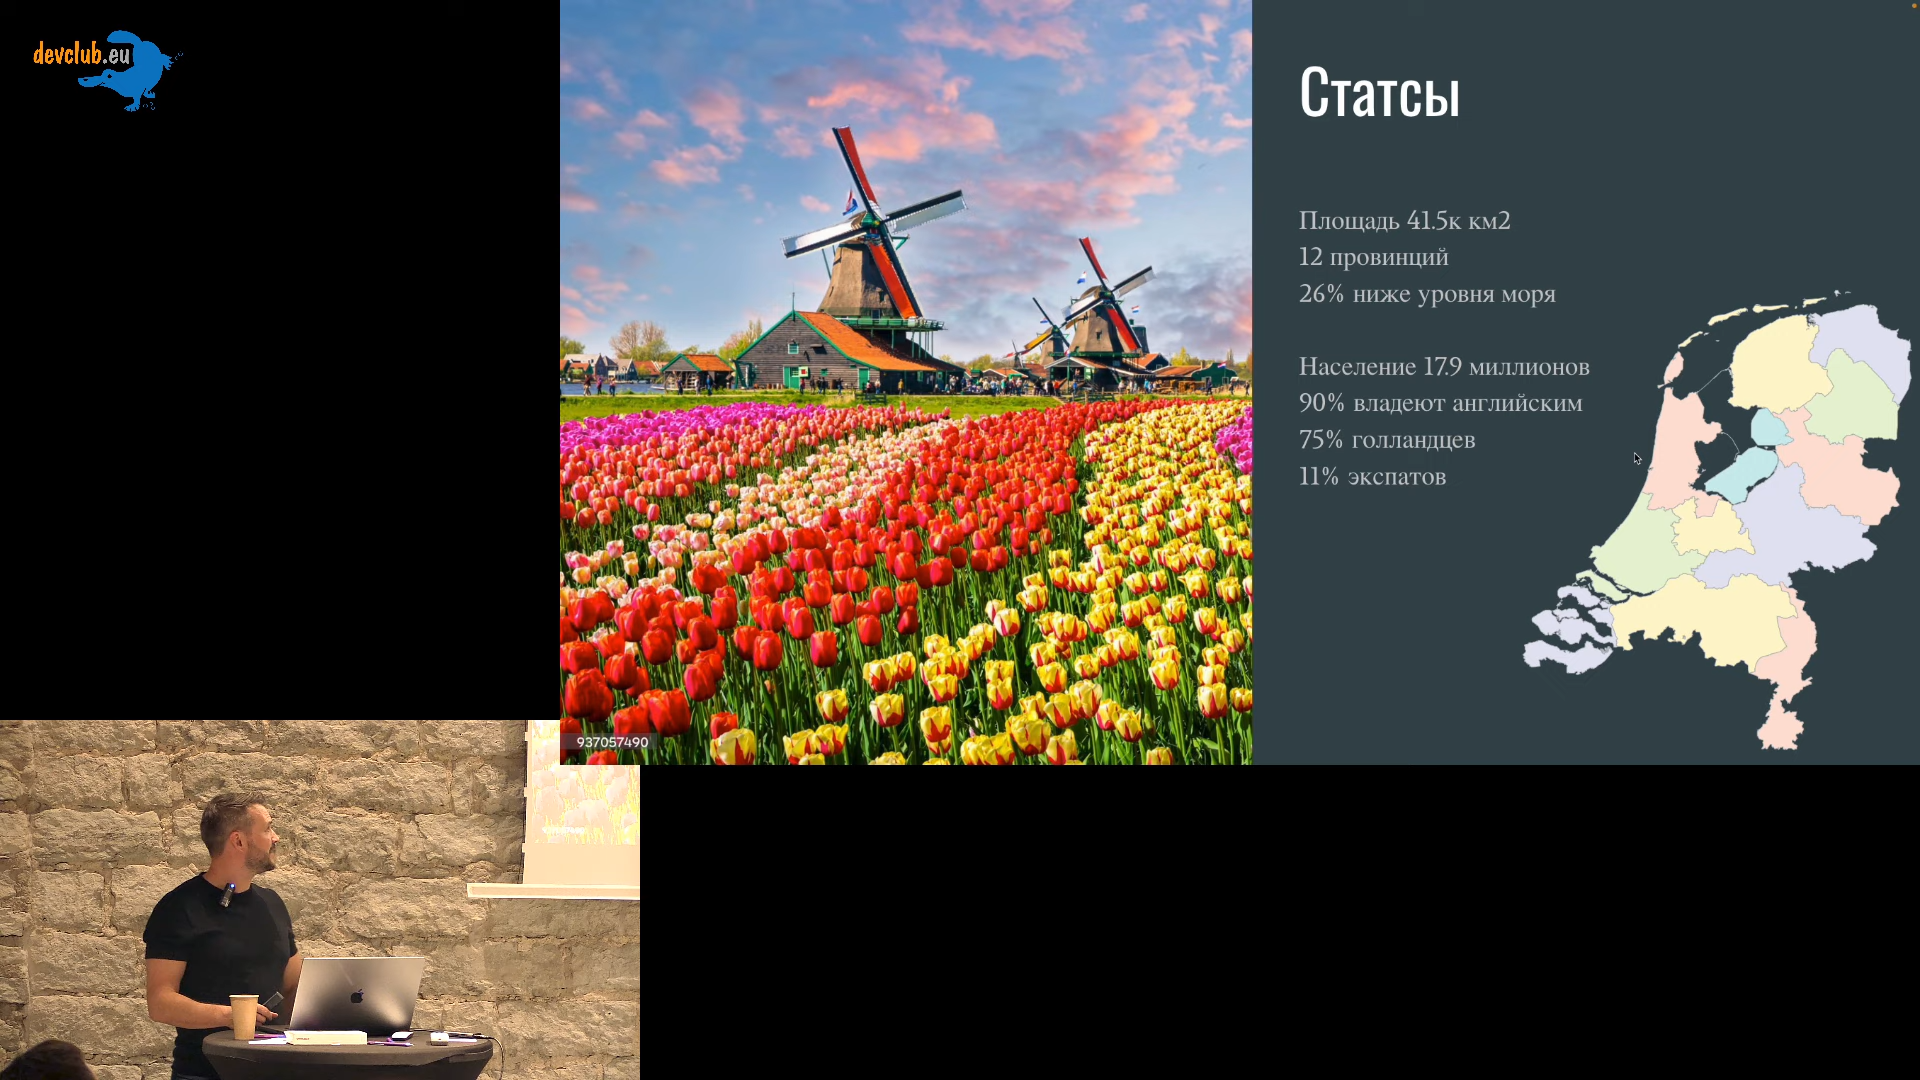 devclub.eu
Статсы
Площадь 41.5к км2
12 провинций
26% ниже уровня моря
Население 17.9 миллионов
90% владеют английским
75% голландцев
11% экспатов
937057490